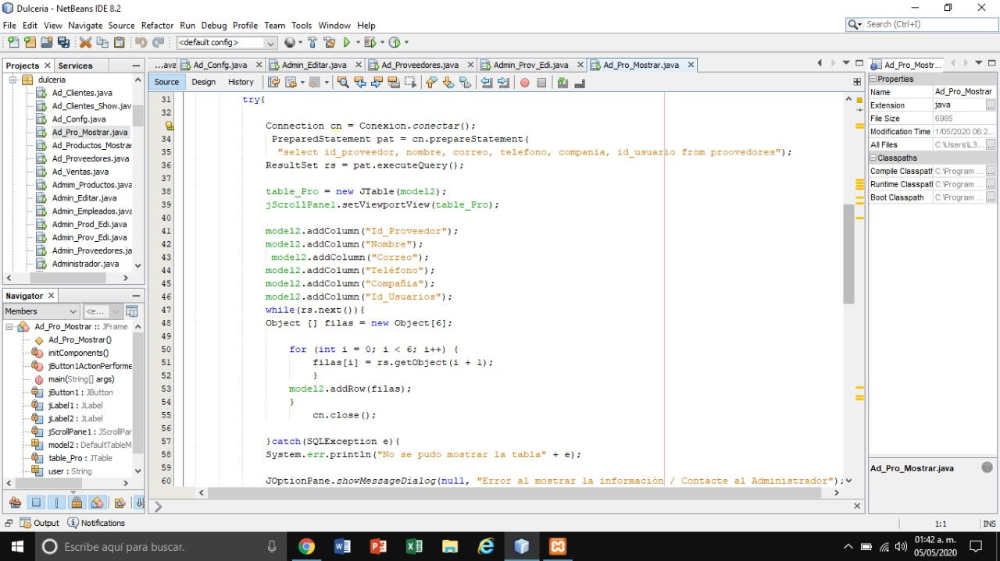 Dulceria - NetBeans IDE 8.2
File Edit View Navigate Source Refactor Run Debug Profile Team Tools Window Help
Search (Ctrl+I)
<default config>
Projects Services
dulceria
Ad_Clientes.java
Ad_Clientes_Show.jav
Ad_Confg.java
Ad_Pro_Mostrar.java
Ad_Productos_Mostrar
Ad_Proveedores.java
Ad_Ventas.java
Admim_Productos.java
Admin_Editar.java
Admin_Empleados.java
Admin_Prod_Edi.java
Admin_Prov_Edi.java
Admin_Proveedores.ja
Administrador.java
Navigator
Members <e...
Ad_Pro_Mostrar :: JFrame
Ad_Pro_Mostrar()
initComponents()
jButton1ActionPerforme
main(String[] args)
jButton1 : JButton
jLabel1 : JLabel
jLabel2 : JLabel
jScrollPane1 : JScrollPar
model2 : DefaultTableM
table_Pro : JTable
user : String
...ava Ad_Confg.java Admin_Editar.java Ad_Proveedores.java Admin_Prov_Edi.java Ad_Pro_Mostrar.java
Source Design History
31 try{
32
Connection cn = Conexion.conectar();
34 PreparedStatement pat = cn.prepareStatement(
35 "select id_proveedor, nombre, correo, telefono, compania, id_usuario from proovedores");
36 ResultSet rs = pat.executeQuery();
37
38 table_Pro = new JTable(model2);
39 jScrollPane1.setViewportView(table_Pro);
40
41 model2.addColumn("Id_Proveedor");
42 model2.addColumn("Nombre");
43 model2.addColumn("Correo");
44 model2.addColumn("Teléfono");
45 model2.addColumn("Compañia");
46 model2.addColumn("Id_Usuarios");
47 while(rs.next()){
48 Object [] filas = new Object[6];
49
50 for (int i = 0; i < 6; i++) {
51 filas[i] = rs.getObject(i + 1);
52 }
53 model2.addRow(filas);
54 }
55 cn.close();
56
57 }catch(SQLException e){
58 System.err.println("No se pudo mostrar la tabla" + e);
59
60 JOptionPane.showMessageDialog(null, "Error al mostrar la información / Contacte al Administrador");
Ad_Pro_Mostr...
Properties
Name Ad_Pro_Mostrar
Extension java
File Size 6985
Modification Time 1/05/2020 06:2...
All Files C:\Users\L3...
Classpaths
Compile Classpath C:\Program ...
Runtime Classpath C:\Program ...
Boot Classpath C:\Program ...
Ad_Pro_Mostrar.java
Output Notifications
1:1 INS
Escribe aquí para buscar.
01:42 a. m.
05/05/2020